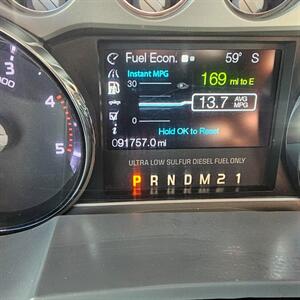 Fuel Econ. 59° S
Instant MPG
30
169 mi to E
13.7 AVG MPG
0
Hold OK to Reset
091757.0 mi
ULTRA LOW SULFUR DIESEL FUEL ONLY
P R N D M 2 1
3
4
5